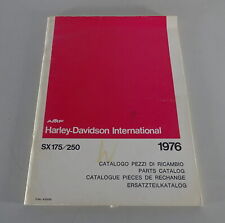 AMF
Harley-Davidson International
SX 175/250 1976
CATALOGO PEZZI DI RICAMBIO
PARTS CATALOG
CATALOGUE PIECES DE RECHANGE
ERSATZTEILKATALOG